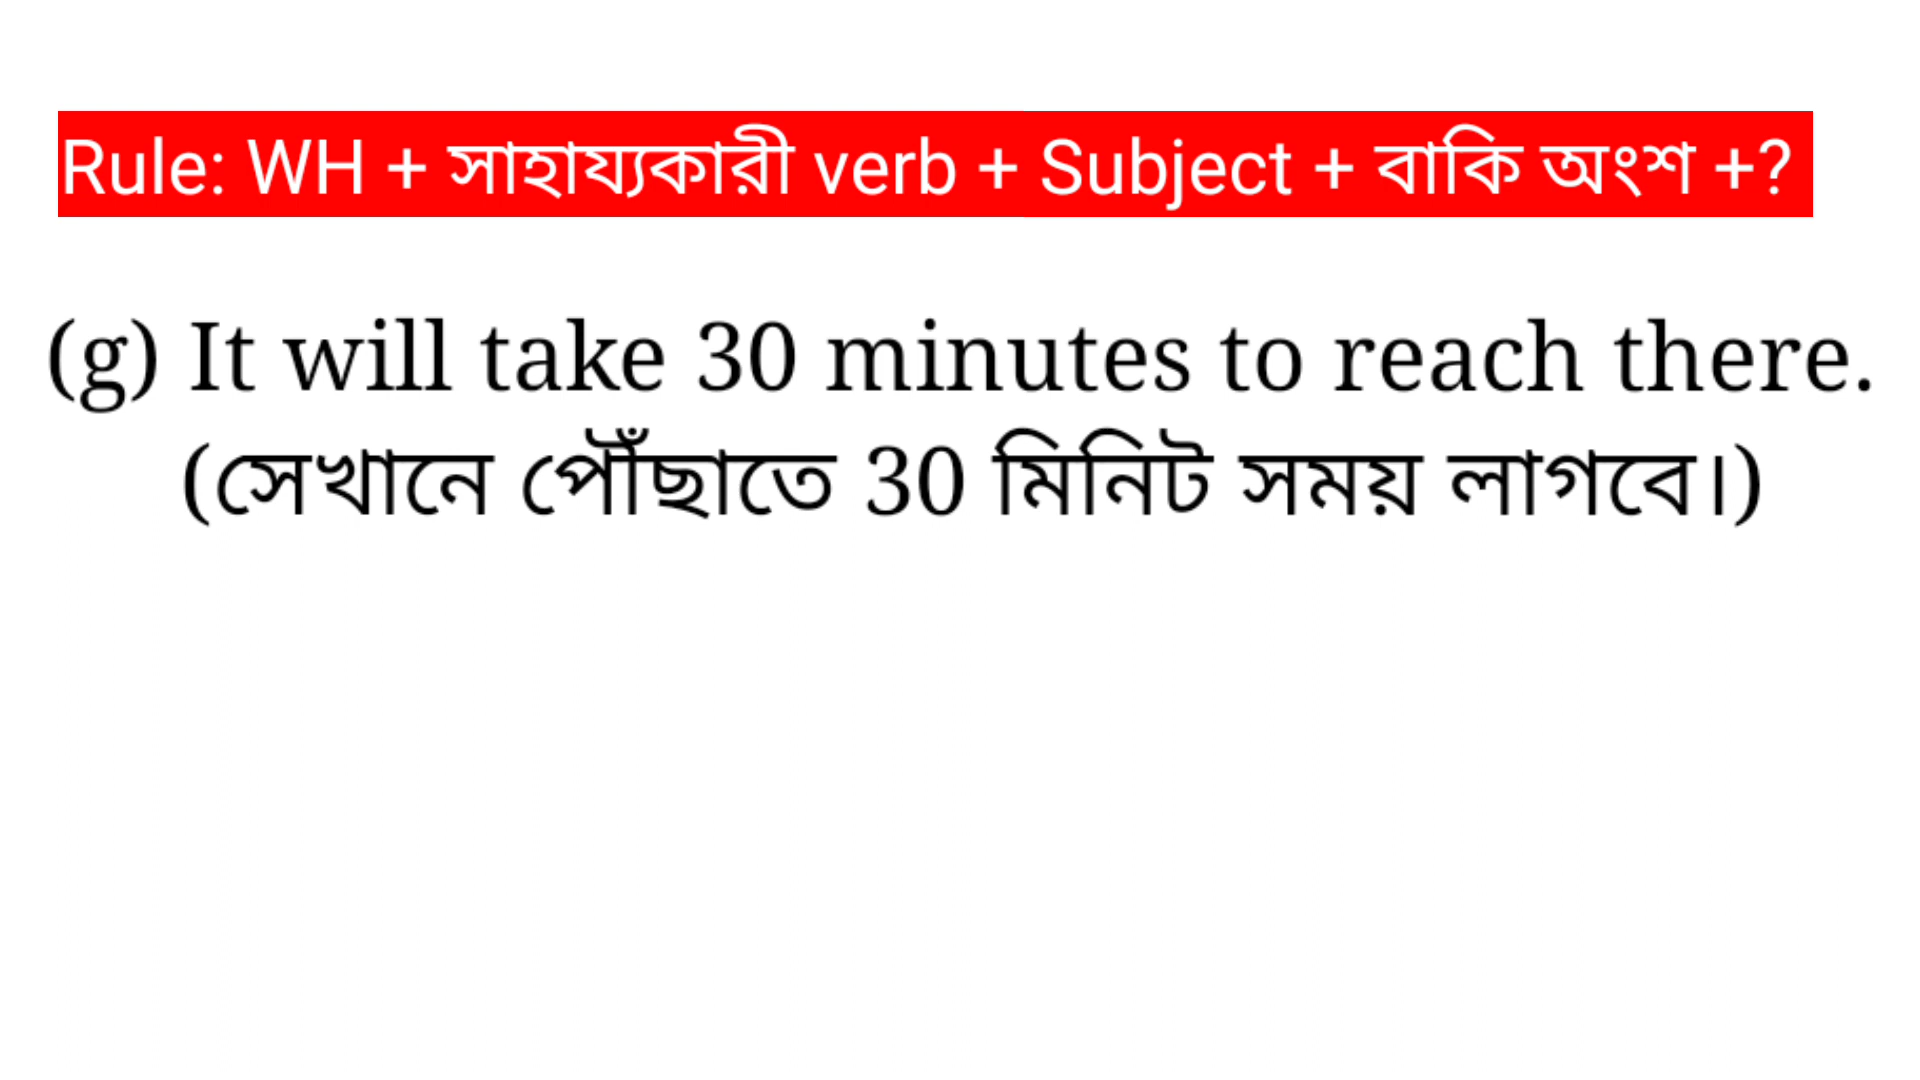 Rule: WH + সাহায্যকারী verb + Subject + বাকি অংশ +?
(g) It will take 30 minutes to reach there.
(সেখানে পৌঁছাতে 30 মিনিট সময় লাগবে।)